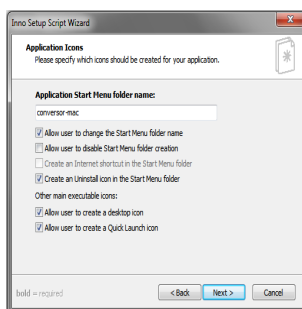 Inno Setup Script Wizard
Application Icons
Please specify which icons should be created for your application.
Application Start Menu folder name:
conversor-mac
Allow user to change the Start Menu folder name
Allow user to disable Start Menu folder creation
Create an Internet shortcut in the Start Menu folder
Create an Uninstall icon in the Start Menu folder
Other main executable icons:
Allow user to create a desktop icon
Allow user to create a Quick Launch icon
bold = required
< Back
Next >
Cancel